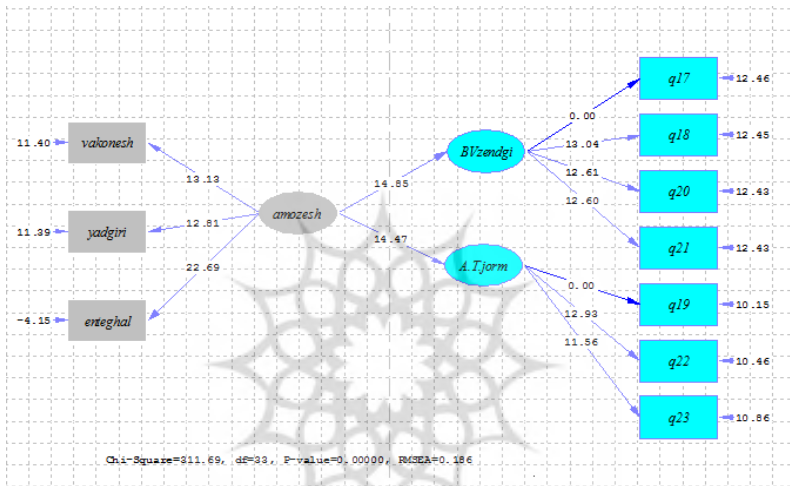 q17
12.46
0.00
11.40
vakonesh
q18
12.45
13.04
BVzendgi
12.61
13.13
14.85
q20
12.43
12.60
amozesh
12.81
11.39
yadgiri
14.47
q21
12.43
22.69
A.T.jorm
0.00
q19
10.15
12.93
-4.15
enteghal
11.56
q22
10.46
q23
10.86
Chi-Square=311.69, df=33, P-value=0.00000, RMSEA=0.186